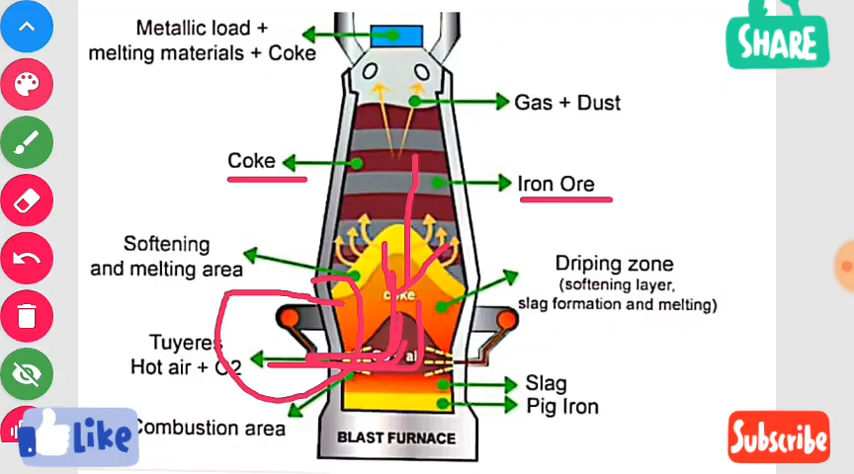 Metallic load +
melting materials + Coke
SHARE
Gas + Dust
Coke
Iron Ore
Softening
and melting area
Driping zone
(softening layer,
slag formation and melting)
coke
Tuyeres
Hot air + O2
air
Slag
Pig Iron
Combustion area
Like
BLAST FURNACE
Subscribe